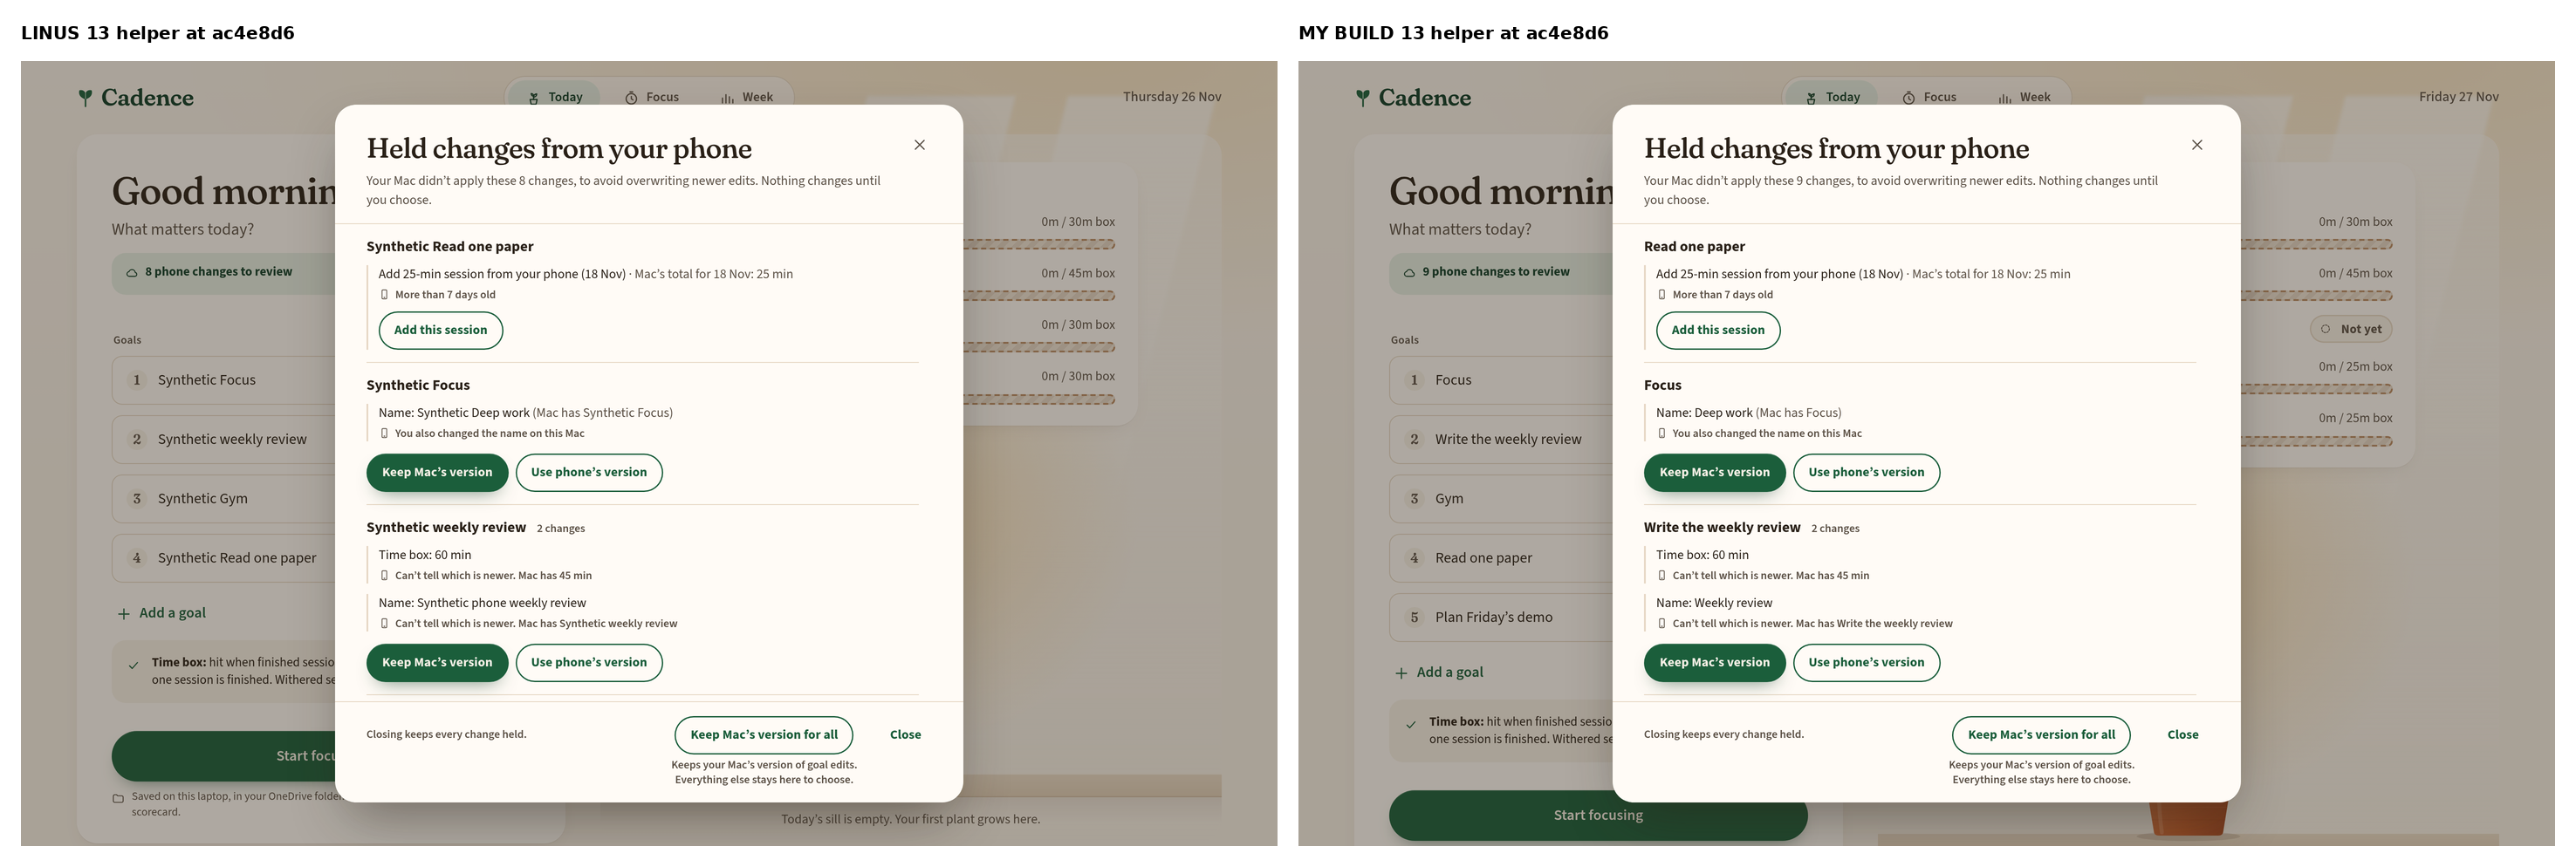 LINUS 13 helper at ac4e8d6
Cadence
Today
Focus
Week
Thursday 26 Nov
Good mornin
What matters today?
8 phone changes to review
Goals
1 Synthetic Focus
2 Synthetic weekly review
3 Synthetic Gym
4 Synthetic Read one paper
+ Add a goal
Time box: hit when finished sessio
one session is finished. Withered se
Start focu
Saved on this laptop, in your OneDrive folder
scorecard.
Held changes from your phone
Your Mac didn’t apply these 8 changes, to avoid overwriting newer edits. Nothing changes until
you choose.
Synthetic Read one paper
Add 25-min session from your phone (18 Nov) · Mac’s total for 18 Nov: 25 min
More than 7 days old
Add this session
Synthetic Focus
Name: Synthetic Deep work (Mac has Synthetic Focus)
You also changed the name on this Mac
Keep Mac’s version
Use phone’s version
Synthetic weekly review 2 changes
Time box: 60 min
Can’t tell which is newer. Mac has 45 min
Name: Synthetic phone weekly review
Can’t tell which is newer. Mac has Synthetic weekly review
Keep Mac’s version
Use phone’s version
Closing keeps every change held.
Keep Mac’s version for all
Close
Keeps your Mac’s version of goal edits.
Everything else stays here to choose.
0m / 30m box
0m / 45m box
0m / 30m box
0m / 30m box
Today’s sill is empty. Your first plant grows here.
MY BUILD 13 helper at ac4e8d6
Cadence
Today
Focus
Week
Friday 27 Nov
Good mornin
What matters today?
9 phone changes to review
Goals
1 Focus
2 Write the weekly review
3 Gym
4 Read one paper
5 Plan Friday’s demo
+ Add a goal
Time box: hit when finished sessio
one session is finished. Withered se
Start focusing
Held changes from your phone
Your Mac didn’t apply these 9 changes, to avoid overwriting newer edits. Nothing changes until
you choose.
Read one paper
Add 25-min session from your phone (18 Nov) · Mac’s total for 18 Nov: 25 min
More than 7 days old
Add this session
Focus
Name: Deep work (Mac has Focus)
You also changed the name on this Mac
Keep Mac’s version
Use phone’s version
Write the weekly review 2 changes
Time box: 60 min
Can’t tell which is newer. Mac has 45 min
Name: Weekly review
Can’t tell which is newer. Mac has Write the weekly review
Keep Mac’s version
Use phone’s version
Closing keeps every change held.
Keep Mac’s version for all
Close
Keeps your Mac’s version of goal edits.
Everything else stays here to choose.
0m / 30m box
0m / 45m box
Not yet
0m / 25m box
0m / 25m box